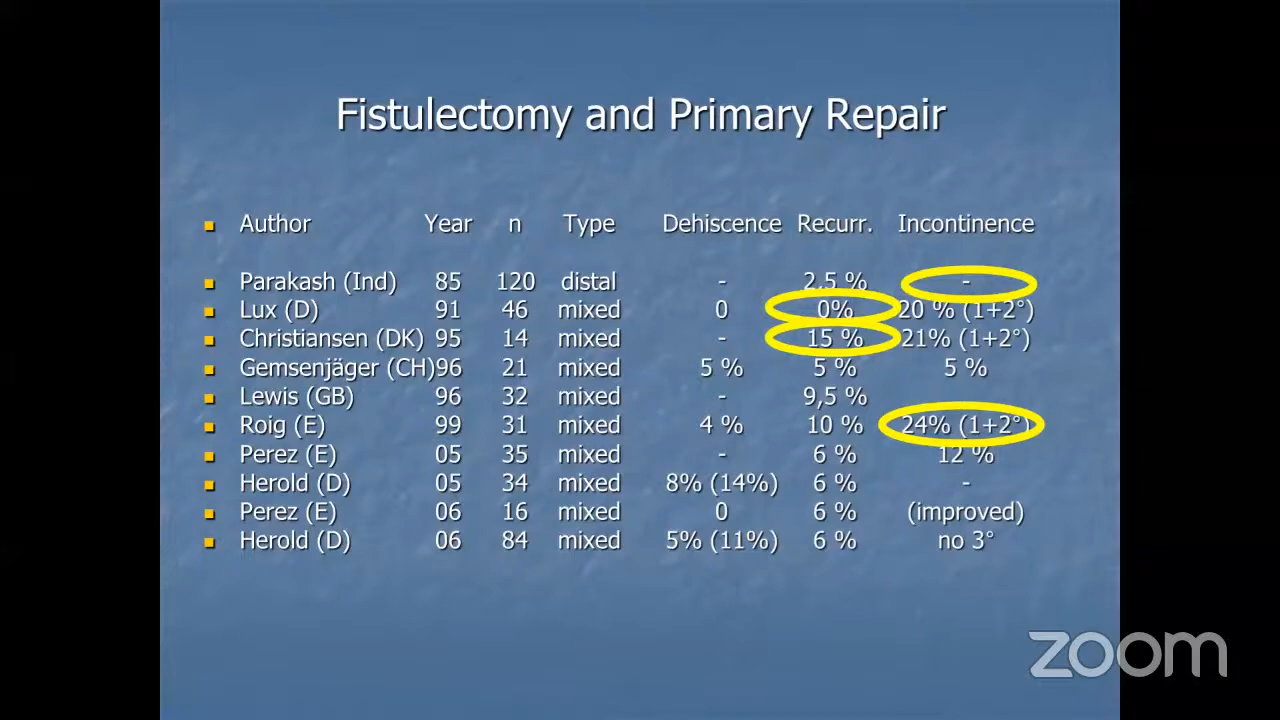 Fistulectomy and Primary Repair
Author Year n Type Dehiscence Recurr. Incontinence
Parakash (Ind) 85 120 distal - 2,5 % -
Lux (D) 91 46 mixed 0 0% 20 % (1+2°)
Christiansen (DK) 95 14 mixed - 15 % 21% (1+2°)
Gemsenjäger (CH)96 21 mixed 5 % 5 % 5 %
Lewis (GB) 96 32 mixed - 9,5 %
Roig (E) 99 31 mixed 4 % 10 % 24% (1+2°)
Perez (E) 05 35 mixed - 6 % 12 %
Herold (D) 05 34 mixed 8% (14%) 6 % -
Perez (E) 06 16 mixed 0 6 % (improved)
Herold (D) 06 84 mixed 5% (11%) 6 % no 3°
zoom